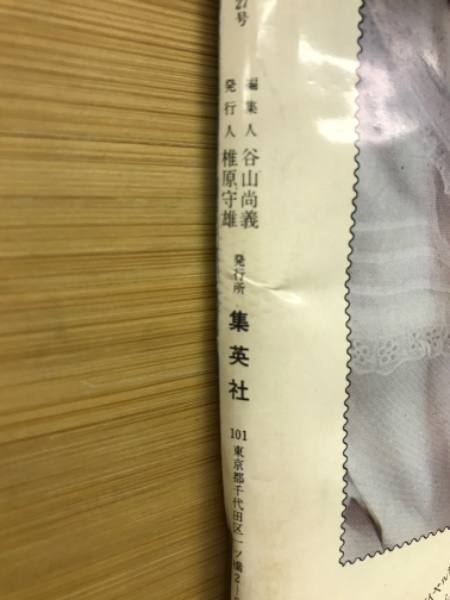 27号
編集人 谷山尚義
発行人 椎原守雄
発行所
集英社
101 東京都千代田区一ツ橋2-